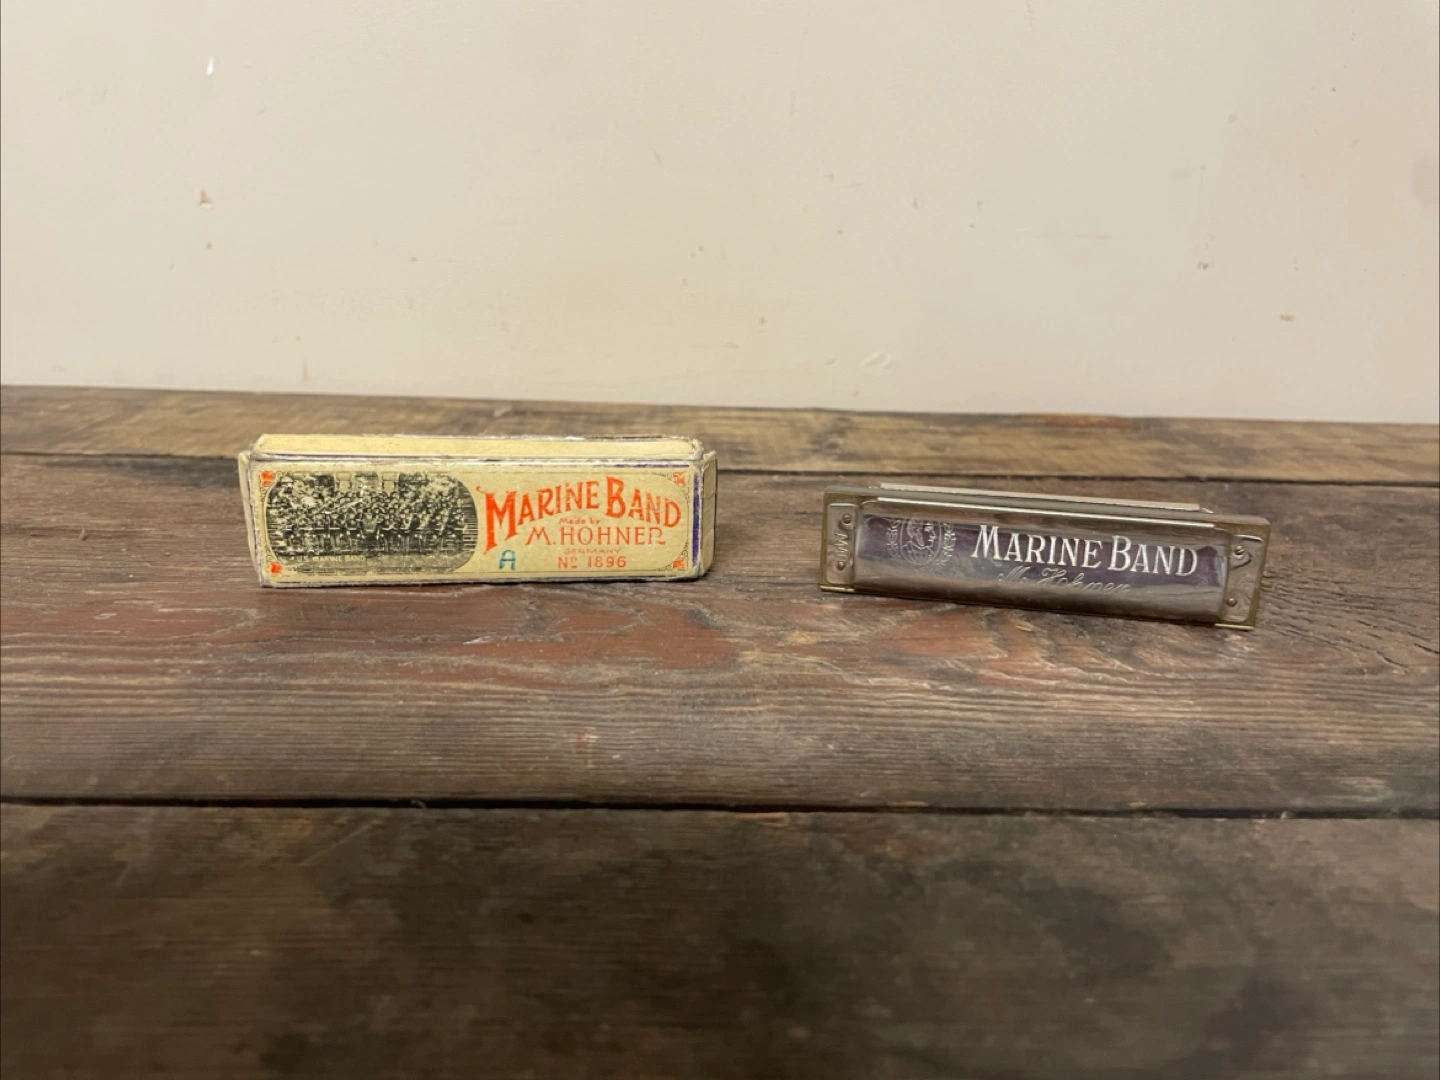 MARINE BAND
Made by
M. HOHNER
GERMANY
A Nº 1896
MARINE BAND
M. Hohner